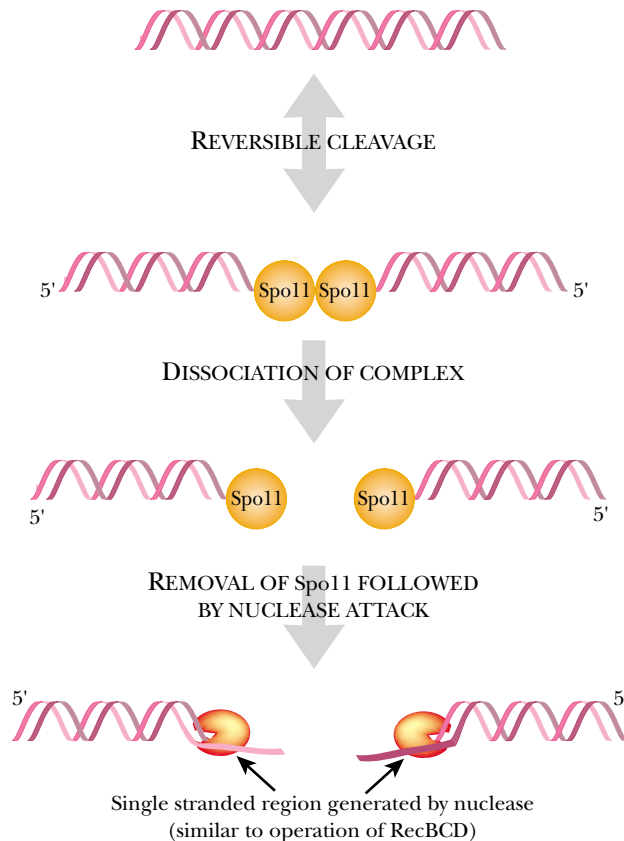 REVERSIBLE CLEAVAGE
5' Spo11 Spo11 5'
DISSOCIATION OF COMPLEX
Spo11 Spo11
5' 5'
REMOVAL OF Spo11 FOLLOWED
BY NUCLEASE ATTACK
5' 5
Single stranded region generated by nuclease
(similar to operation of RecBCD)